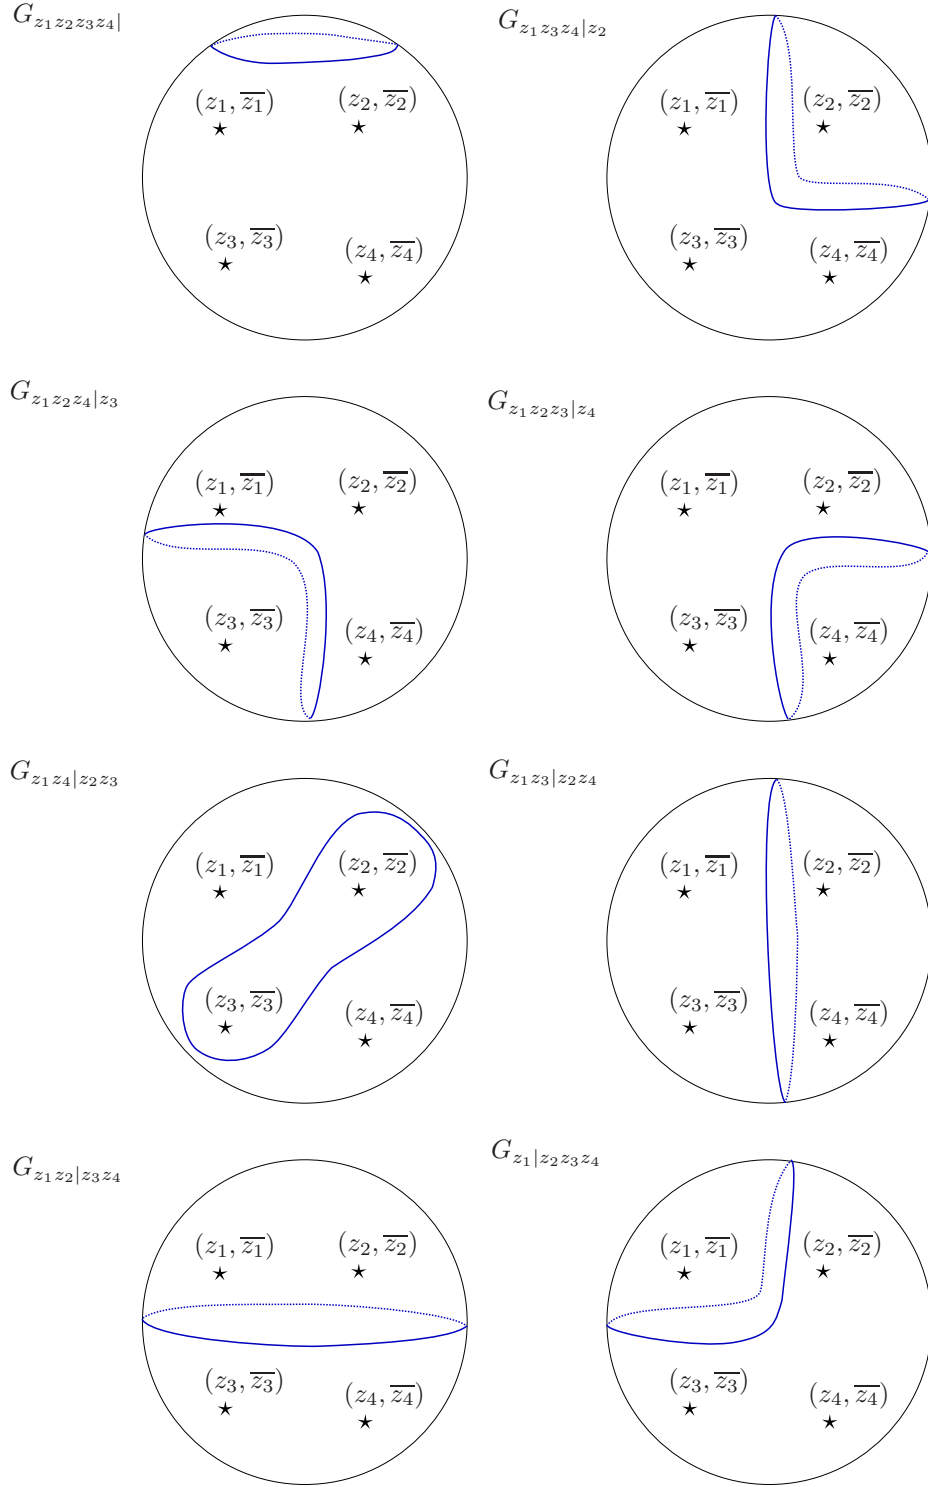 G_{z_1z_2z_3z_4|} G_{z_1z_3z_4|z_2}
(z_1, \overline{z_1}) (z_2, \overline{z_2}) (z_1, \overline{z_1}) (z_2, \overline{z_2})
(z_3, \overline{z_3}) (z_4, \overline{z_4}) (z_3, \overline{z_3}) (z_4, \overline{z_4})
G_{z_1z_2z_4|z_3} G_{z_1z_2z_3|z_4}
(z_1, \overline{z_1}) (z_2, \overline{z_2}) (z_1, \overline{z_1}) (z_2, \overline{z_2})
(z_3, \overline{z_3}) (z_4, \overline{z_4}) (z_3, \overline{z_3}) (z_4, \overline{z_4})
G_{z_1z_4|z_2z_3} G_{z_1z_3|z_2z_4}
(z_1, \overline{z_1}) (z_2, \overline{z_2}) (z_1, \overline{z_1}) (z_2, \overline{z_2})
(z_3, \overline{z_3}) (z_4, \overline{z_4}) (z_3, \overline{z_3}) (z_4, \overline{z_4})
G_{z_1z_2|z_3z_4} G_{z_1|z_2z_3z_4}
(z_1, \overline{z_1}) (z_2, \overline{z_2}) (z_1, \overline{z_1}) (z_2, \overline{z_2})
(z_3, \overline{z_3}) (z_4, \overline{z_4}) (z_3, \overline{z_3}) (z_4, \overline{z_4})